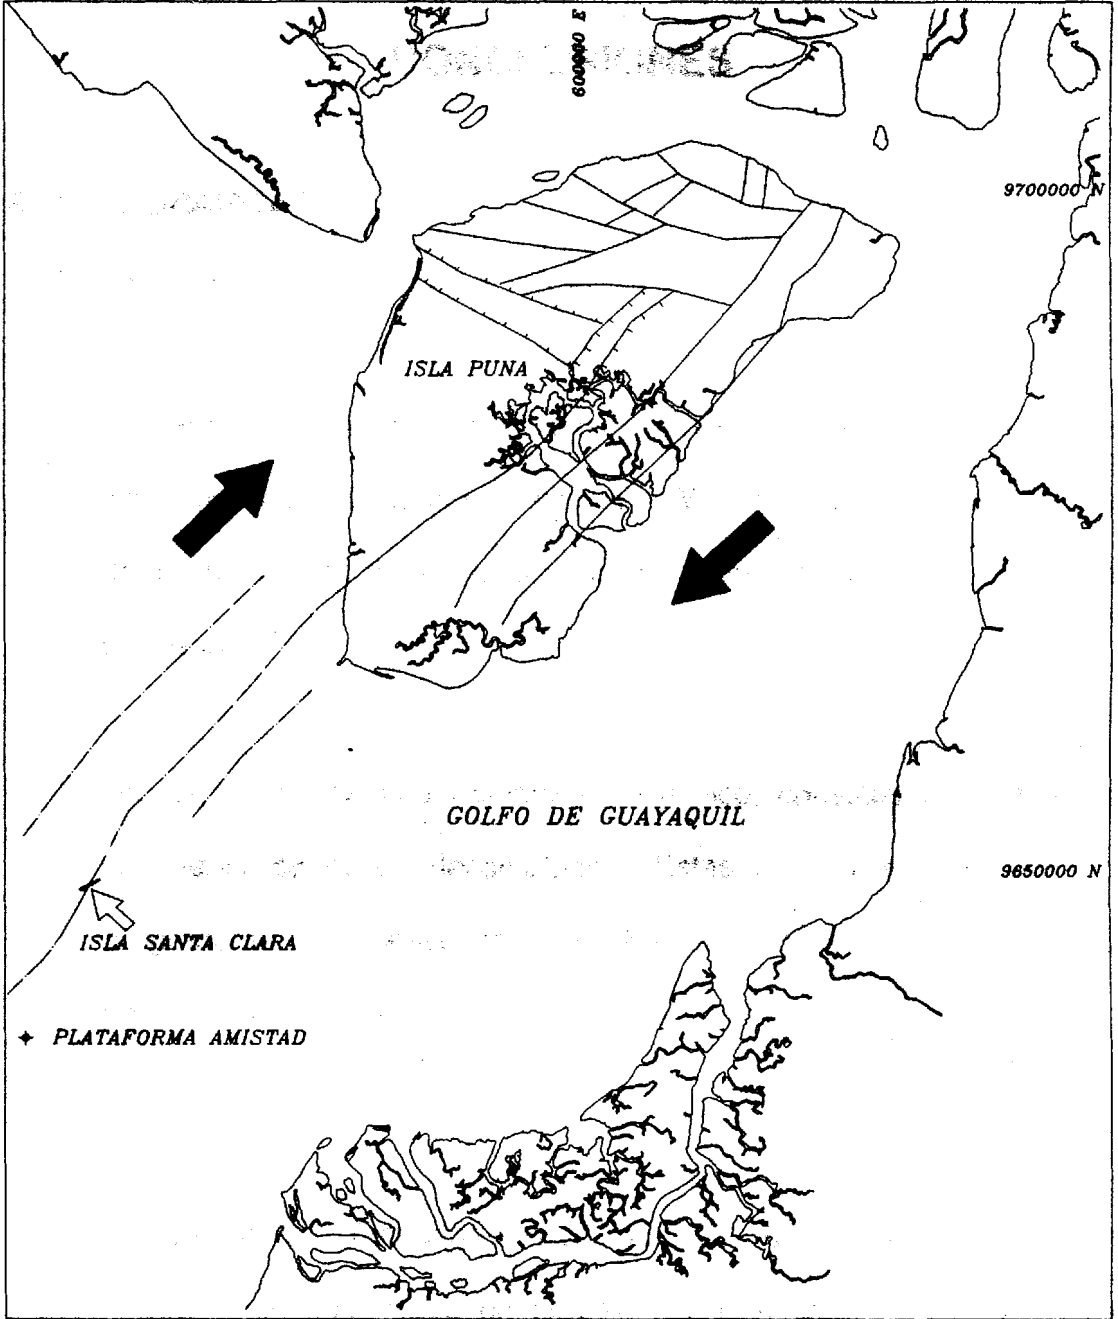 600000 E
9700000 N
ISLA PUNA
GOLFO DE GUAYAQUIL
9650000 N
ISLA SANTA CLARA
PLATAFORMA AMISTAD